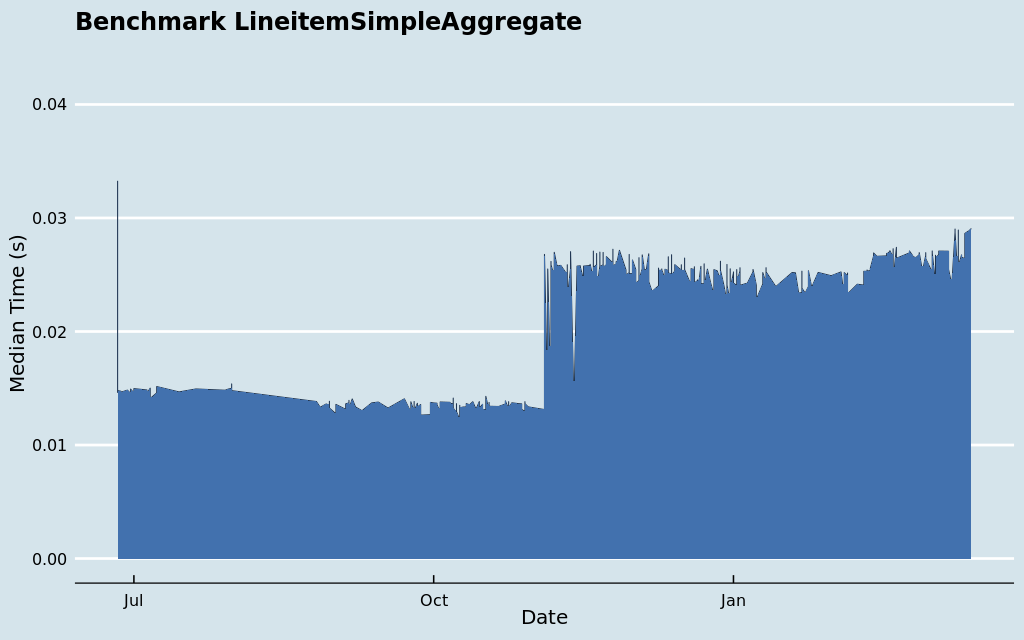 Benchmark LineitemSimpleAggregate
Median Time (s)
0.04
0.03
0.02
0.01
0.00
Jul
Oct
Jan
Date